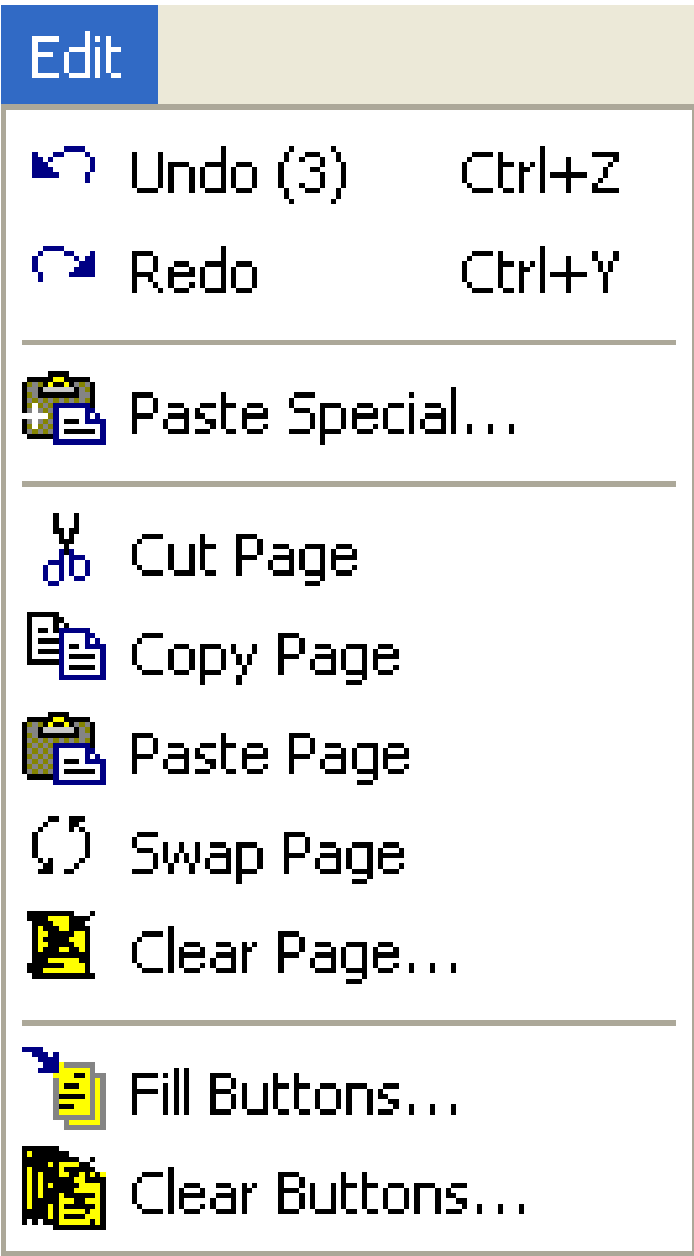 Edit
Undo (3) Ctrl+Z
Redo Ctrl+Y
Paste Special...
Cut Page
Copy Page
Paste Page
Swap Page
Clear Page...
Fill Buttons...
Clear Buttons...